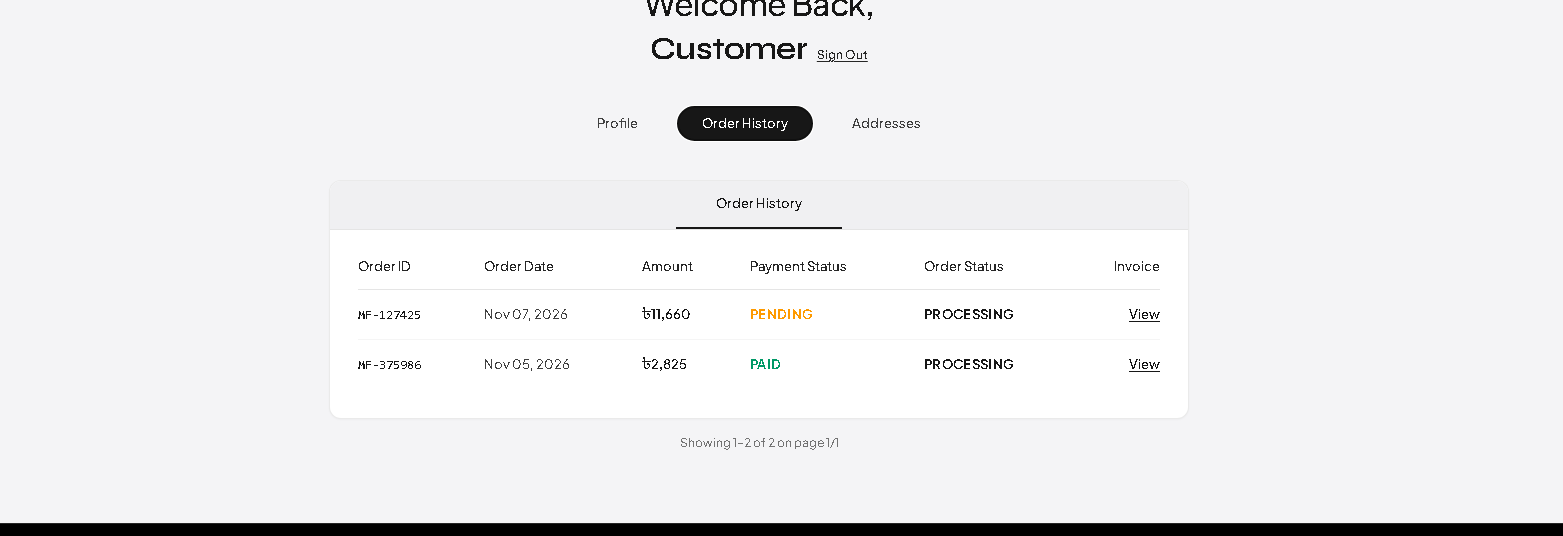 Welcome Back,
Customer Sign Out
Profile Order History Addresses
Order History
Order ID Order Date Amount Payment Status Order Status Invoice
MF-127425 Nov 07, 2026 ৳11,660 PENDING PROCESSING View
MF-375986 Nov 05, 2026 ৳2,825 PAID PROCESSING View
Showing 1–2 of 2 on page 1/1